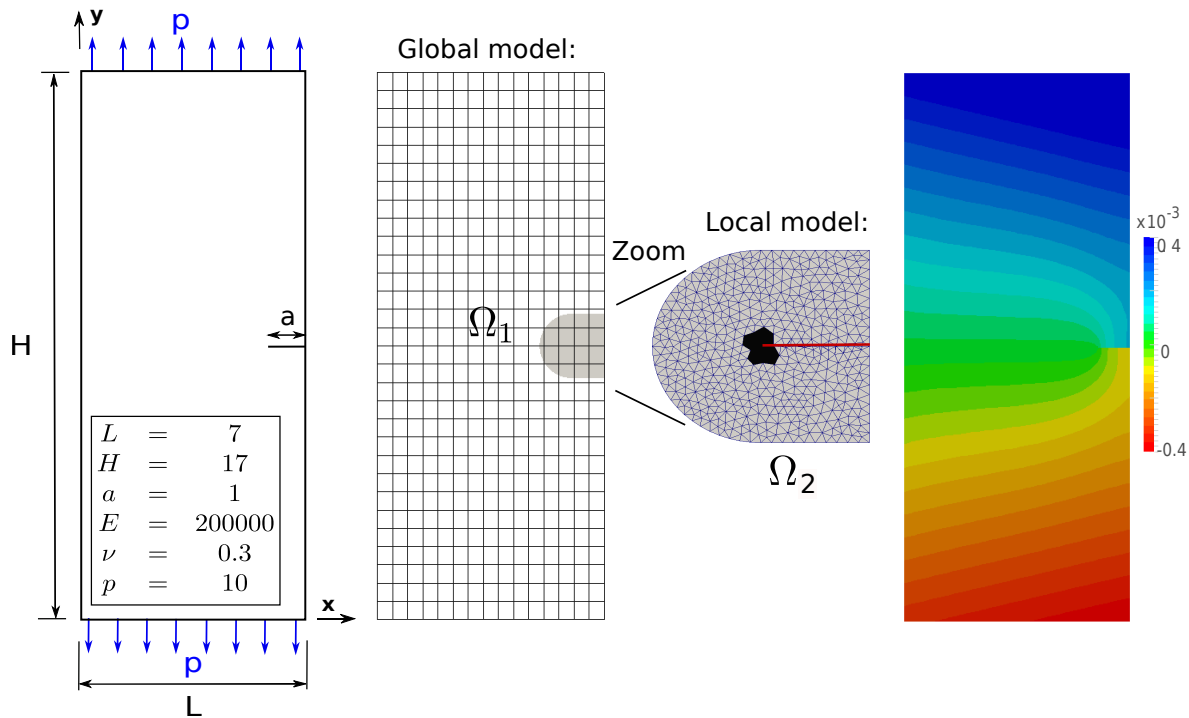 y
p
a
H
L = 7
H = 17
a = 1
E = 200000
ν = 0.3
p = 10
x
p
L
Global model:
Ω₁
Zoom
Local model:
Ω₂
x10⁻³
0 4
0
-0.4